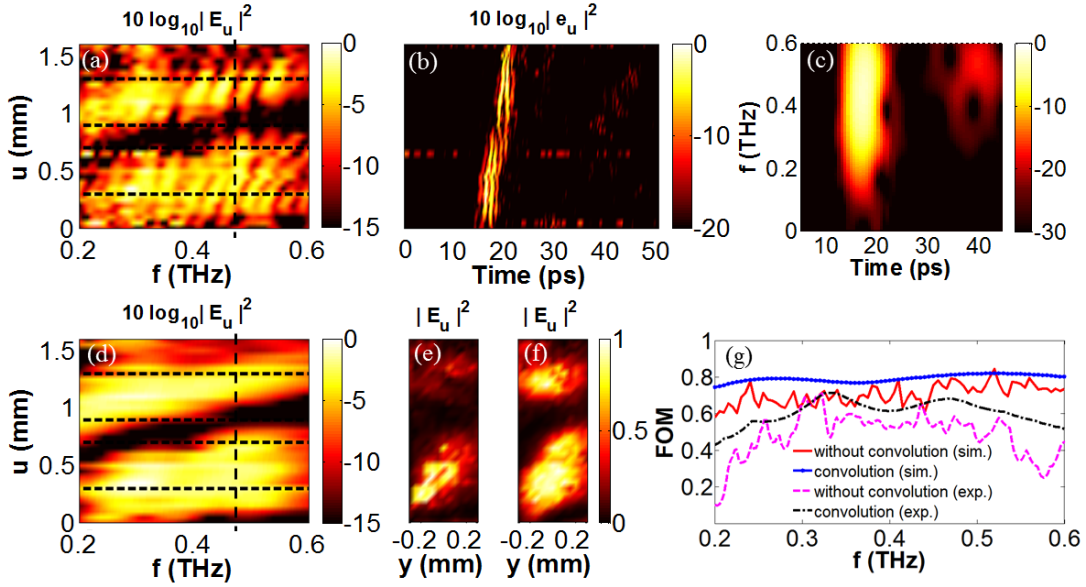 10 log10| Eu |2
(a)
u (mm)
1.5
1
0.5
0
0.2
0.4
0.6
f (THz)
0
-5
-10
-15
10 log10| eu |2
(b)
0
10
20
30
40
50
Time (ps)
0
-10
-20
(c)
f (THz)
0.6
0.4
0.2
0
10
20
30
40
Time (ps)
0
-10
-20
-30
10 log10| Eu |2
(d)
u (mm)
1.5
1
0.5
0
0.2
0.4
0.6
f (THz)
0
-5
-10
-15
| Eu |2
(e)
-0.2
0.2
y (mm)
| Eu |2
(f)
-0.2
0.2
y (mm)
1
0.5
0
(g)
FOM
1
0.8
0.6
0.4
0.2
0.2
0.3
0.4
0.5
0.6
f (THz)
without convolution (sim.)
convolution (sim.)
without convolution (exp.)
convolution (exp.)